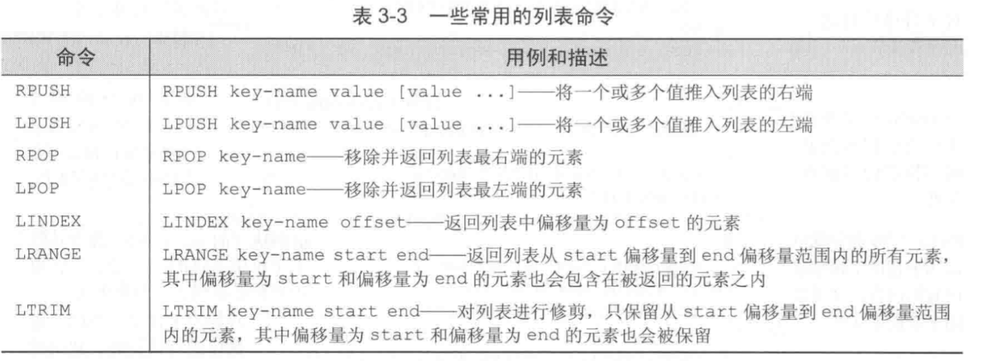 表 3-3 一些常用的列表命令
命令 用例和描述
RPUSH RPUSH key-name value [value ...]——将一个或多个值推入列表的右端
LPUSH LPUSH key-name value [value ...]——将一个或多个值推入列表的左端
RPOP RPOP key-name——移除并返回列表最右端的元素
LPOP LPOP key-name——移除并返回列表最左端的元素
LINDEX LINDEX key-name offset——返回列表中偏移量为 offset 的元素
LRANGE LRANGE key-name start end——返回列表从 start 偏移量到 end 偏移量范围内的所有元素，
其中偏移量为 start 和偏移量为 end 的元素也会包含在被返回的元素之内
LTRIM LTRIM key-name start end——对列表进行修剪，只保留从 start 偏移量到 end 偏移量范围
内的元素，其中偏移量为 start 和偏移量为 end 的元素也会被保留